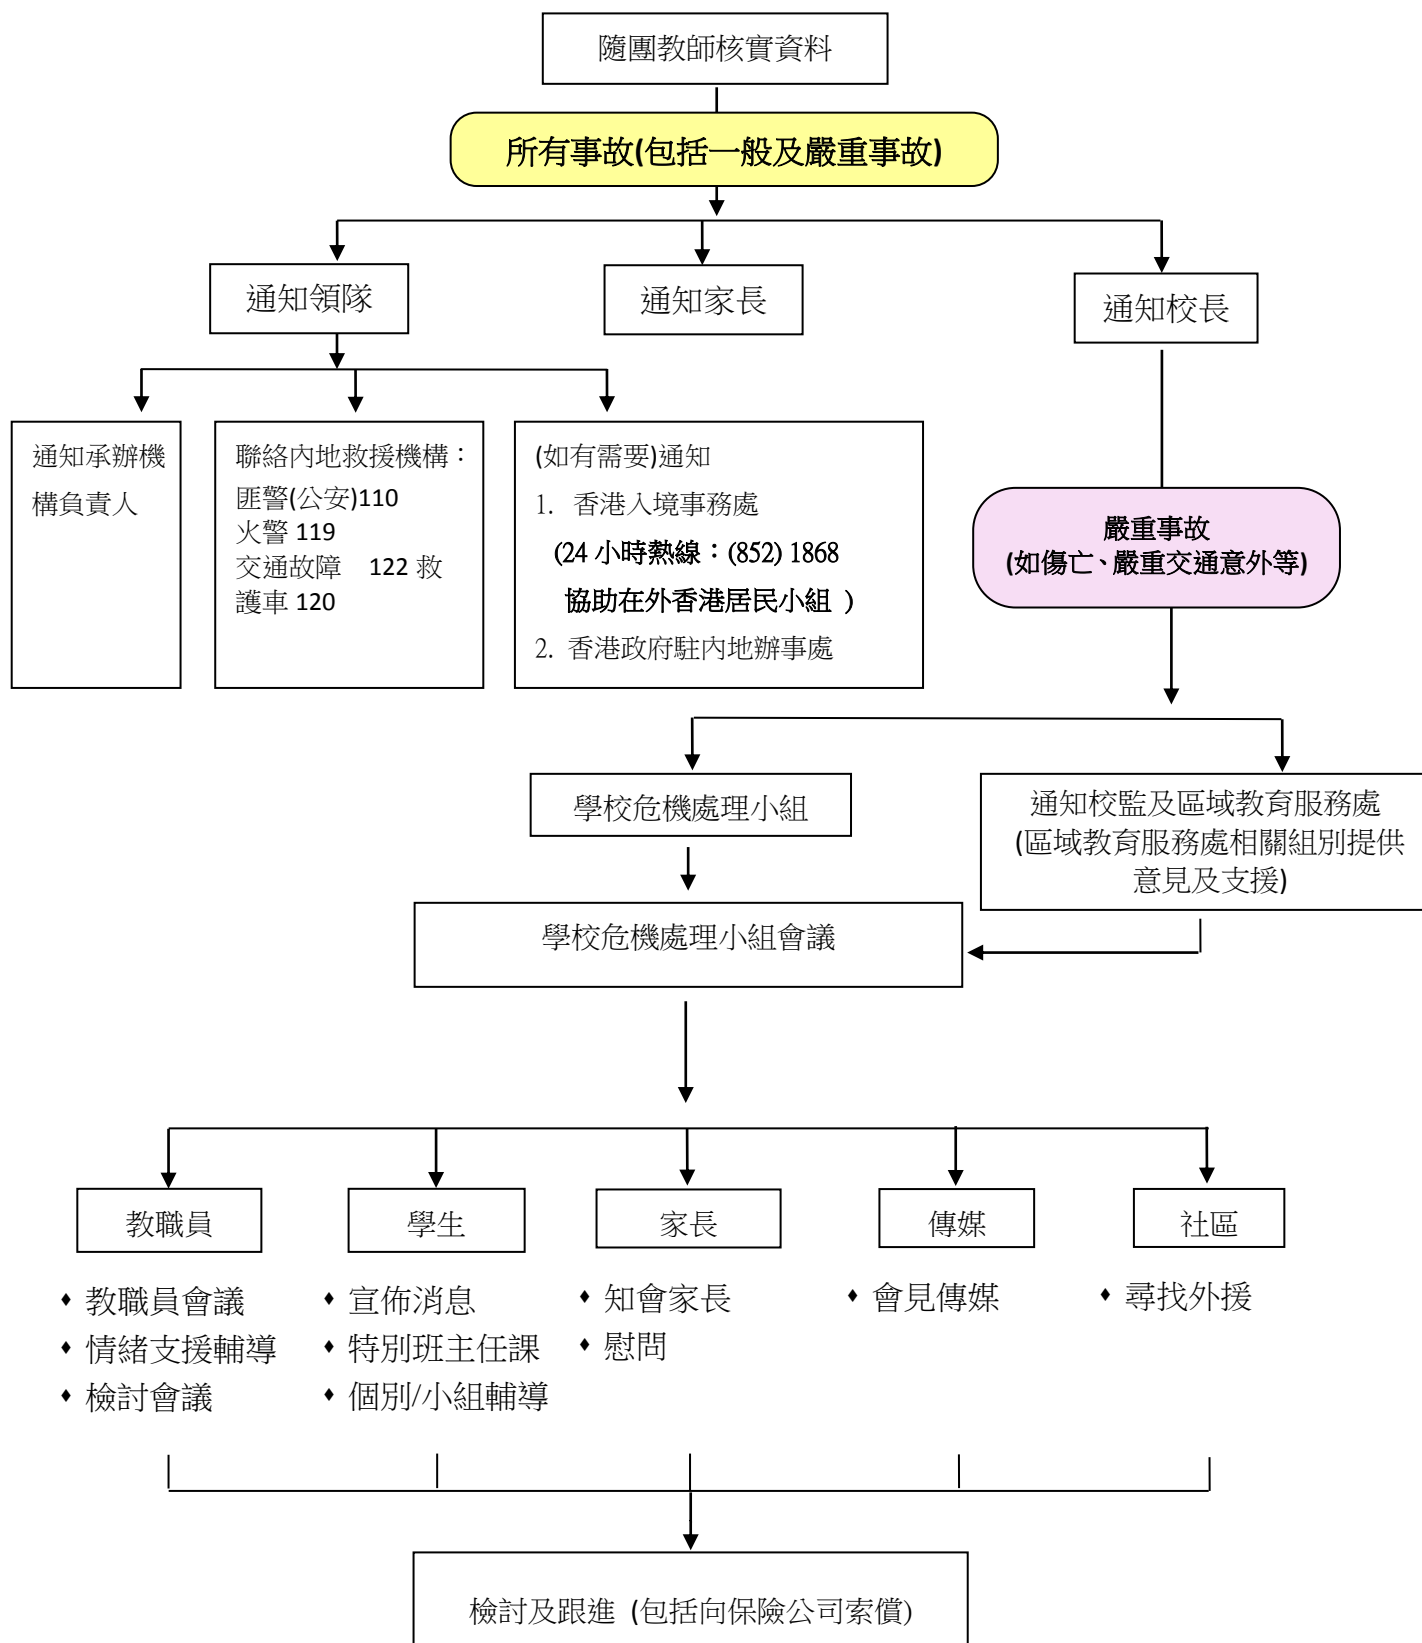 隨團教師核實資料
所有事故(包括一般及嚴重事故)
通知領隊
通知家長
通知校長
通知承辦機
構負責人
聯絡內地救援機構：
匪警(公安)110
火警 119
交通故障 122 救
護車 120
(如有需要)通知
1. 香港入境事務處
(24 小時熱線：(852) 1868
協助在外香港居民小組 )
2. 香港政府駐內地辦事處
嚴重事故
(如傷亡、嚴重交通意外等)
學校危機處理小組
通知校監及區域教育服務處
(區域教育服務處相關組別提供
意見及支援)
學校危機處理小組會議
教職員
學生
家長
傳媒
社區
♦ 教職員會議
♦ 情緒支援輔導
♦ 檢討會議
♦ 宣佈消息
♦ 特別班主任課
♦ 個別/小組輔導
♦ 知會家長
♦ 慰問
♦ 會見傳媒
♦ 尋找外援
檢討及跟進 (包括向保險公司索償)